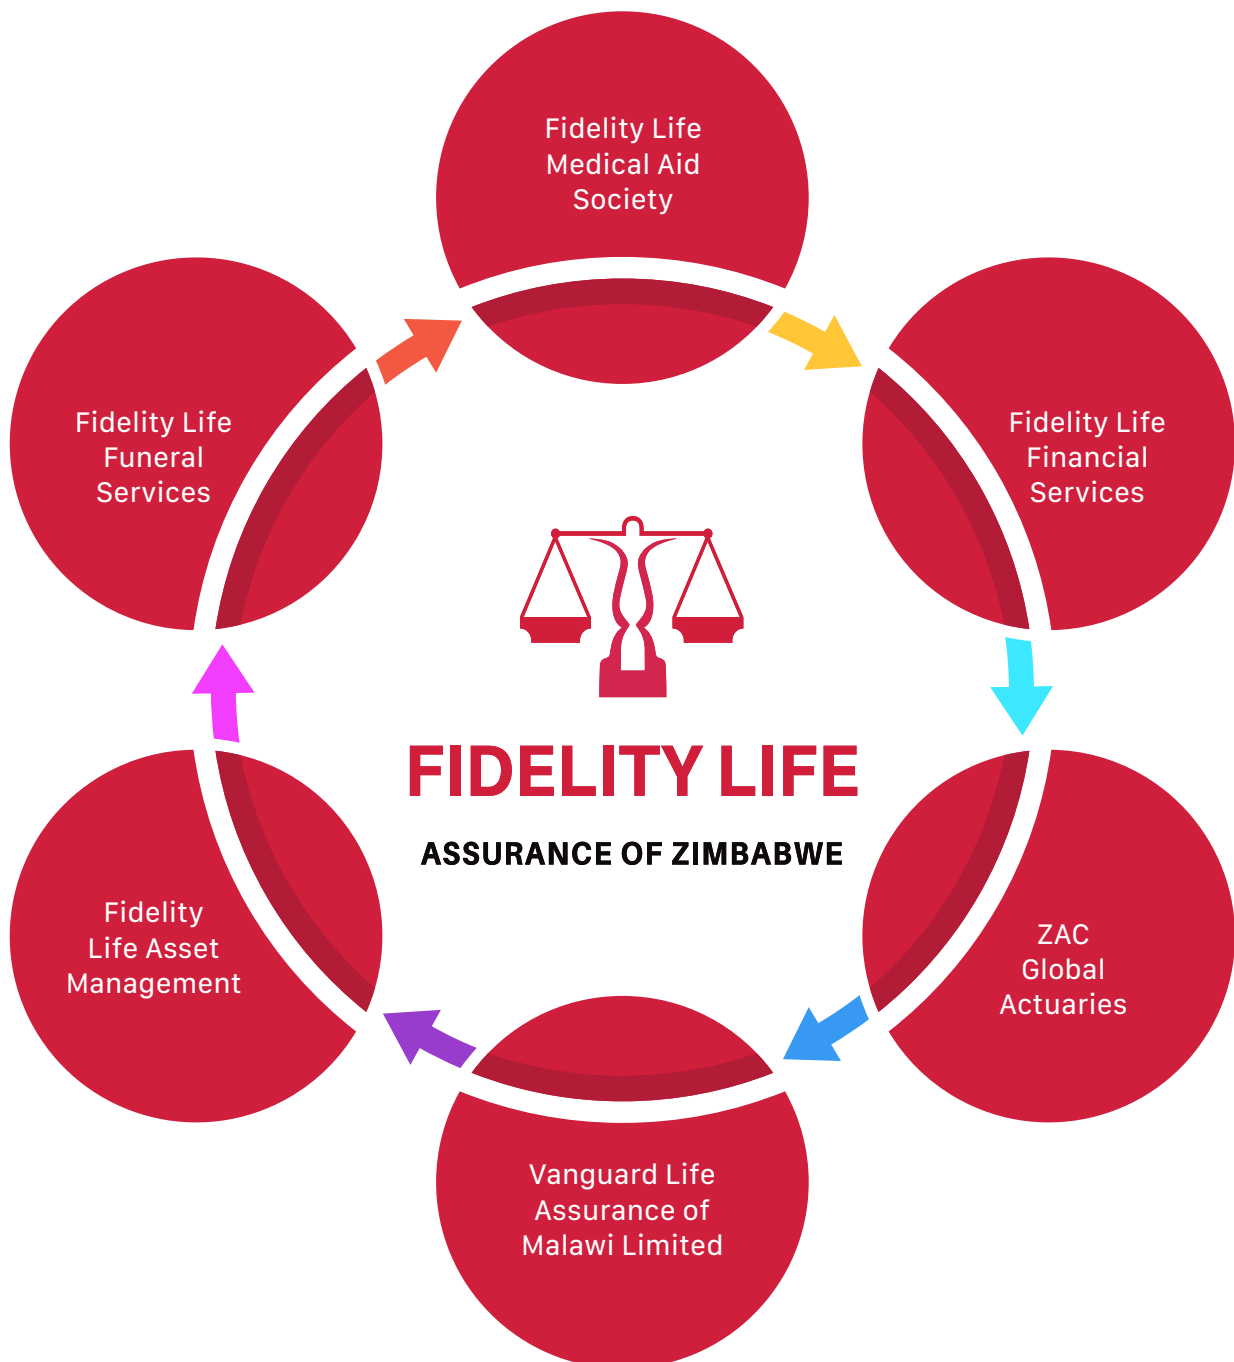 Fidelity Life
Medical Aid
Society
Fidelity Life
Financial
Services
ZAC
Global
Actuaries
Vanguard Life
Assurance of
Malawi Limited
Fidelity
Life Asset
Management
Fidelity Life
Funeral
Services
FIDELITY LIFE
ASSURANCE OF ZIMBABWE